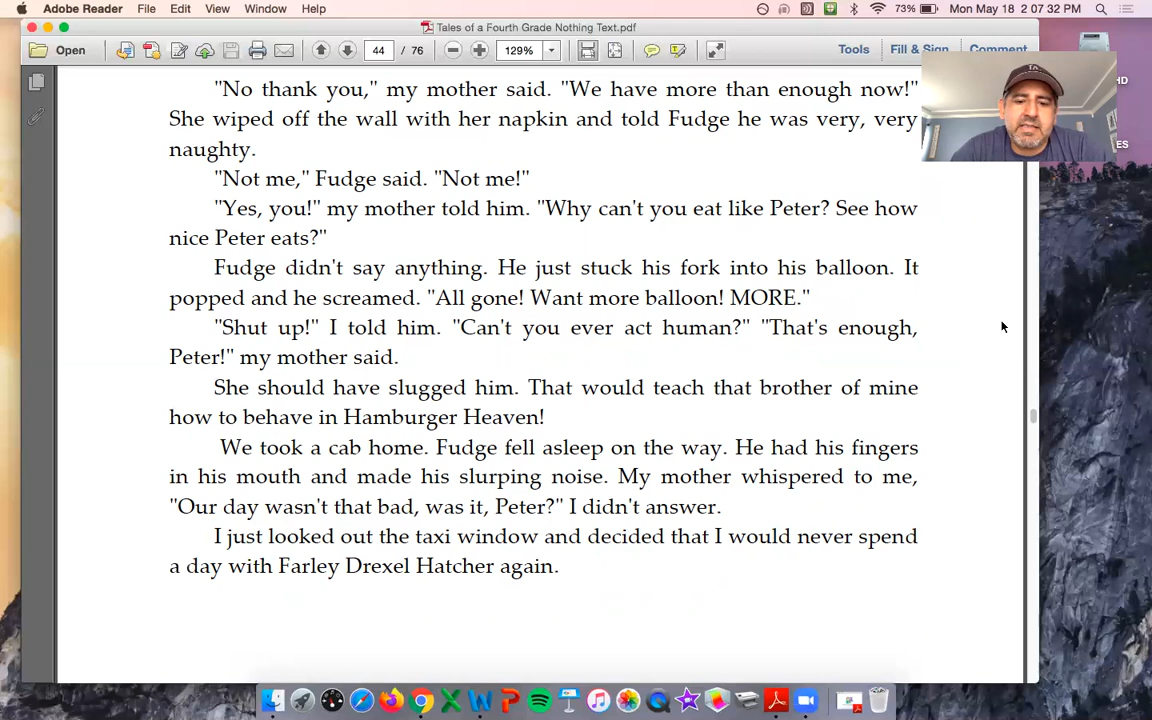 Adobe Reader File Edit View Window Help 73% Mon May 18 2 07 32 PM
Tales of a Fourth Grade Nothing Text.pdf
Open 44 / 76 129% Tools Fill & Sign Comment
"No thank you," my mother said. "We have more than enough now!"
She wiped off the wall with her napkin and told Fudge he was very, very
naughty.
"Not me," Fudge said. "Not me!"
"Yes, you!" my mother told him. "Why can't you eat like Peter? See how
nice Peter eats?"
Fudge didn't say anything. He just stuck his fork into his balloon. It
popped and he screamed. "All gone! Want more balloon! MORE."
"Shut up!" I told him. "Can't you ever act human?" "That's enough,
Peter!" my mother said.
She should have slugged him. That would teach that brother of mine
how to behave in Hamburger Heaven!
We took a cab home. Fudge fell asleep on the way. He had his fingers
in his mouth and made his slurping noise. My mother whispered to me,
"Our day wasn't that bad, was it, Peter?" I didn't answer.
I just looked out the taxi window and decided that I would never spend
a day with Farley Drexel Hatcher again.